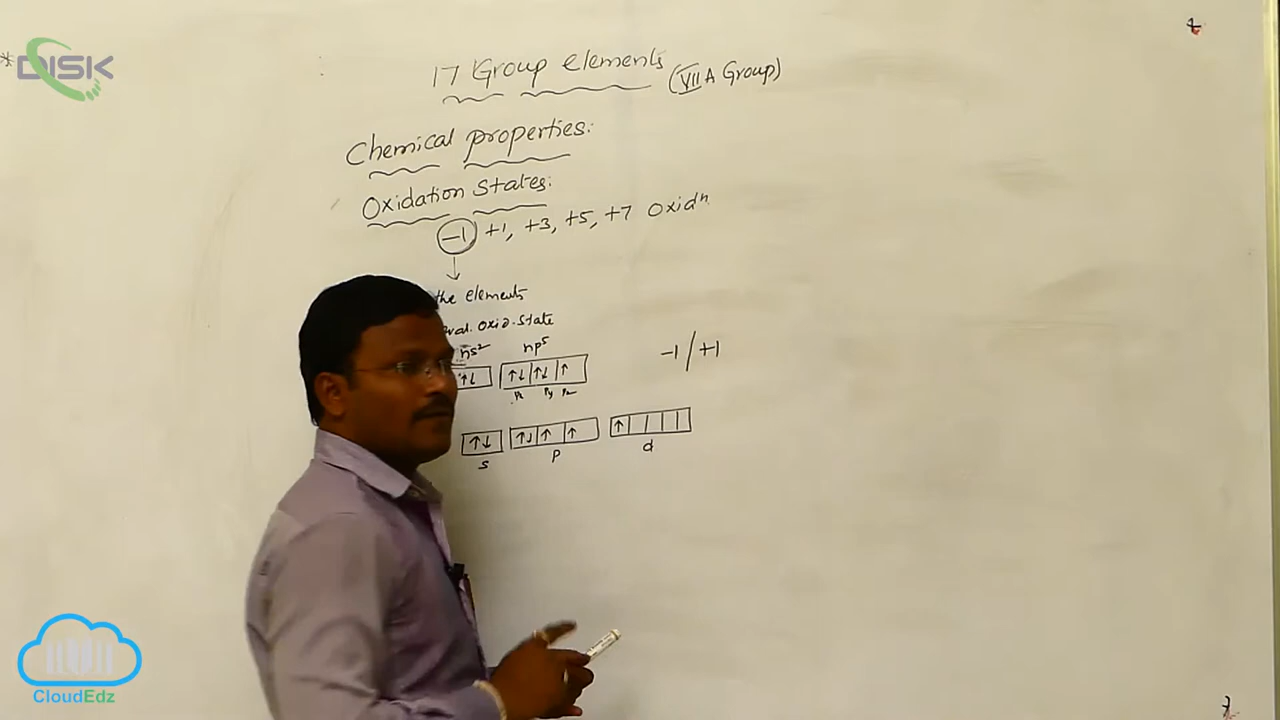 DISK
17 Group elements (VII A Group)
Chemical properties:
Oxidation States:
-1 +1, +3, +5, +7 Oxidⁿ
the elements
Oxid. State
ns² np⁵
↑↓ ↑↓ ↑↓ ↑
-1/+1
↑↓ ↑↓ ↑ ↑ ↑
s p d
CloudEdz